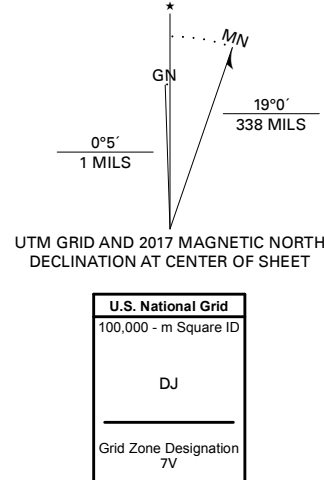 ★
MN
GN
19°0´
338 MILS
0°5´
1 MILS
UTM GRID AND 2017 MAGNETIC NORTH
DECLINATION AT CENTER OF SHEET
U.S. National Grid
100,000 - m Square ID
DJ
Grid Zone Designation
7V